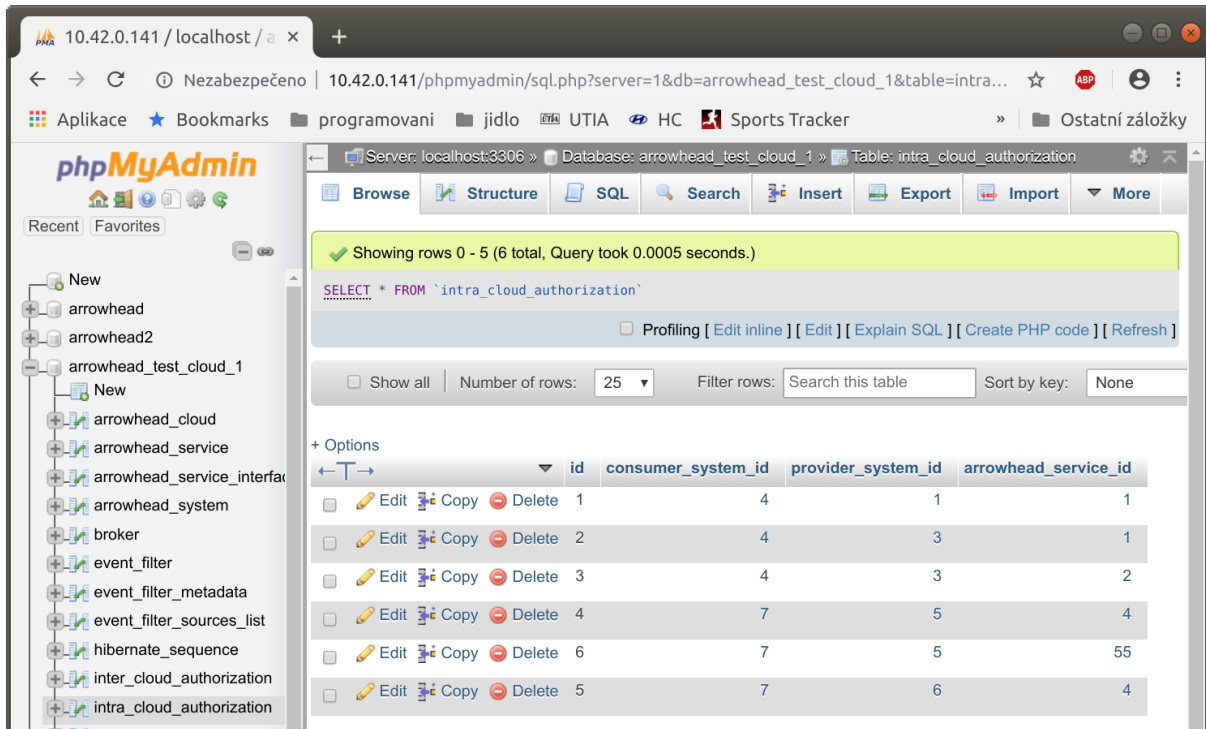 10.42.0.141 / localhost / a
Nezabezpečeno | 10.42.0.141/phpmyadmin/sql.php?server=1&db=arrowhead_test_cloud_1&table=intra...
ABP
Aplikace Bookmarks programovani jidlo UTIA HC Sports Tracker » Ostatní záložky
phpMyAdmin
Recent Favorites
New
arrowhead
arrowhead2
arrowhead_test_cloud_1
New
arrowhead_cloud
arrowhead_service
arrowhead_service_interfac
arrowhead_system
broker
event_filter
event_filter_metadata
event_filter_sources_list
hibernate_sequence
inter_cloud_authorization
intra_cloud_authorization
Server: localhost:3306 » Database: arrowhead_test_cloud_1 » Table: intra_cloud_authorization
Browse Structure SQL Search Insert Export Import More
Showing rows 0 - 5 (6 total, Query took 0.0005 seconds.)
SELECT * FROM `intra_cloud_authorization`
Profiling [ Edit inline ] [ Edit ] [ Explain SQL ] [ Create PHP code ] [ Refresh ]
Show all | Number of rows: 25 Filter rows: Search this table Sort by key: None
+ Options
id consumer_system_id provider_system_id arrowhead_service_id
Edit Copy Delete 1 4 1 1
Edit Copy Delete 2 4 3 1
Edit Copy Delete 3 4 3 2
Edit Copy Delete 4 7 5 4
Edit Copy Delete 6 7 5 55
Edit Copy Delete 5 7 6 4